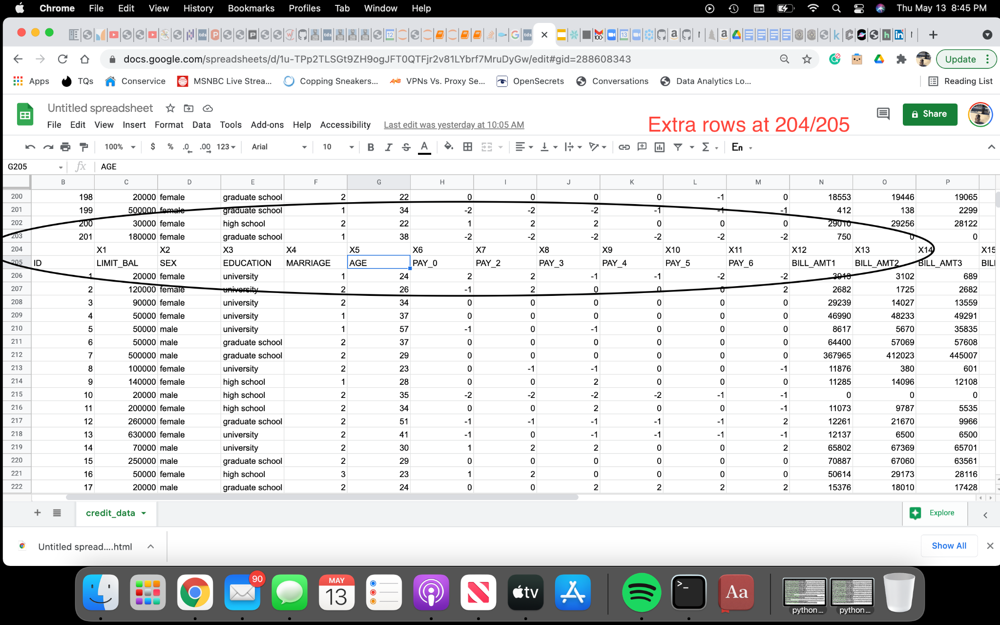 Chrome File Edit View History Bookmarks Profiles Tab Window Help Thu May 13 8:45 PM
docs.google.com/spreadsheets/d/1u-TPp2TLSGt9ZH9ogJFT0QTFjr2v81LYbrf7MruDyGw/edit#gid=288608343 Update
Apps TQs Conservice MSNBC Live Strea... Copping Sneakers... VPNs Vs. Proxy Se... OpenSecrets Conversations Data Analytics Lo... Reading List
Untitled spreadsheet
File Edit View Insert Format Data Tools Add-ons Help Accessibility Last edit was yesterday at 10:05 AM
Extra rows at 204/205
Share
100% $ % .0 .00 123 Arial 10 B I S A Σ En
G205 fx AGE
B C D E F G H I J K L M N O P
200 198 20000 female graduate school 2 22 0 0 0 0 -1 0 18553 19446 19065
201 199 500000 female graduate school 1 34 -2 -2 -2 -1 -1 -1 412 138 2299
202 200 30000 female high school 2 22 1 2 2 0 0 0 29010 29256 28122
203 201 180000 female graduate school 1 38 -2 -2 -2 -2 -2 -2 750 0 0
204 X1 X2 X3 X4 X5 X6 X7 X8 X9 X10 X11 X12 X13 X14 X15
205 ID LIMIT_BAL SEX EDUCATION MARRIAGE AGE PAY_0 PAY_2 PAY_3 PAY_4 PAY_5 PAY_6 BILL_AMT1 BILL_AMT2 BILL_AMT3 BILL
206 1 20000 female university 1 24 2 2 -1 -1 -2 -2 3913 3102 689
207 2 120000 female university 2 26 -1 2 0 0 0 2 2682 1725 2682
208 3 90000 female university 2 34 0 0 0 0 0 0 29239 14027 13559
209 4 50000 female university 1 37 0 0 0 0 0 0 46990 48233 49291
210 5 50000 male university 1 57 -1 0 -1 0 0 0 8617 5670 35835
211 6 50000 male graduate school 2 37 0 0 0 0 0 0 64400 57069 57608
212 7 500000 male graduate school 2 29 0 0 0 0 0 0 367965 412023 445007
213 8 100000 female university 2 23 0 -1 -1 0 0 -1 11876 380 601
214 9 140000 female high school 1 28 0 0 2 0 0 0 11285 14096 12108
215 10 20000 male high school 2 35 -2 -2 -2 -2 -1 -1 0 0 0
216 11 200000 female high school 2 34 0 0 2 0 0 -1 11073 9787 5535
217 12 260000 female graduate school 2 51 -1 -1 -1 -1 -1 2 12261 21670 9966
218 13 630000 female university 2 41 -1 0 -1 -1 -1 -1 12137 6500 6500
219 14 70000 male university 2 30 1 2 2 0 0 2 65802 67369 65701
220 15 250000 male graduate school 2 29 0 0 0 0 0 0 70887 67060 63561
221 16 50000 female high school 3 23 1 2 0 0 0 0 50614 29173 28116
222 17 20000 male graduate school 2 24 0 0 2 2 2 2 15376 18010 17428
credit_data Explore
Untitled spread....html Show All
90
MAY
13
tv
Aa
python... python...